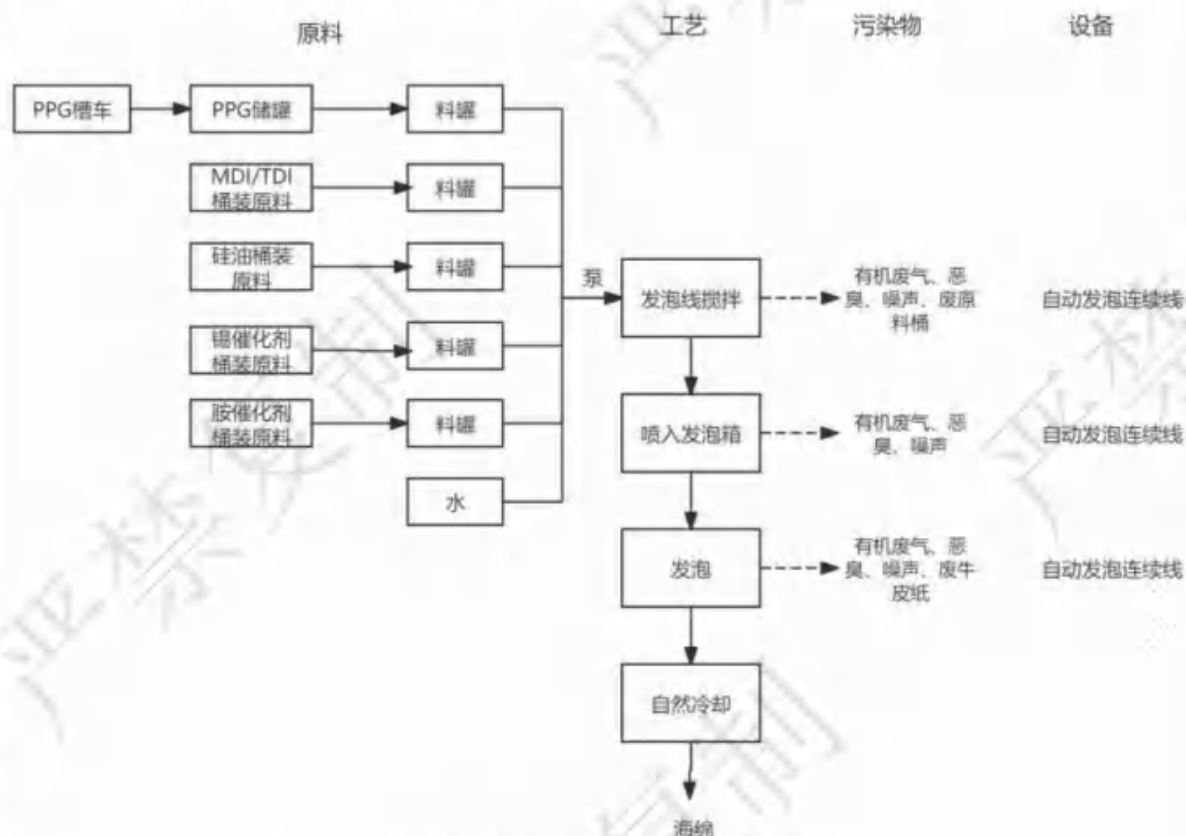 原料
工艺
污染物
设备
PPG槽车
PPG储罐
料罐
MDI/TDI
桶装原料
料罐
硅油桶装
原料
料罐
泵
发泡线搅拌
有机废气、恶
臭、噪声、废原
料桶
自动发泡连续线
锡催化剂
桶装原料
料罐
胺催化剂
桶装原料
料罐
喷入发泡箱
有机废气、恶
臭、噪声
自动发泡连续线
水
发泡
有机废气、恶
臭、噪声、废牛
皮纸
自动发泡连续线
自然冷却
海绵
严禁复制